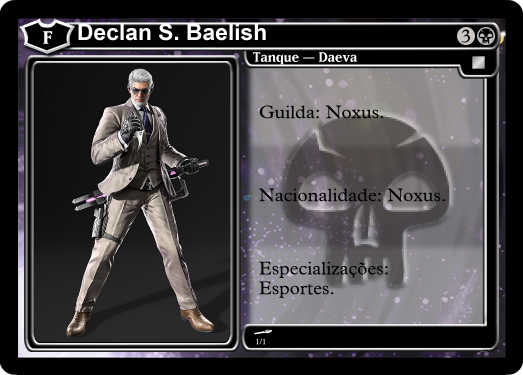 F
Declan S. Baelish
3
Tanque — Daeva
Guilda: Noxus.
Nacionalidade: Noxus.
Especializações:
Esportes.
1/1